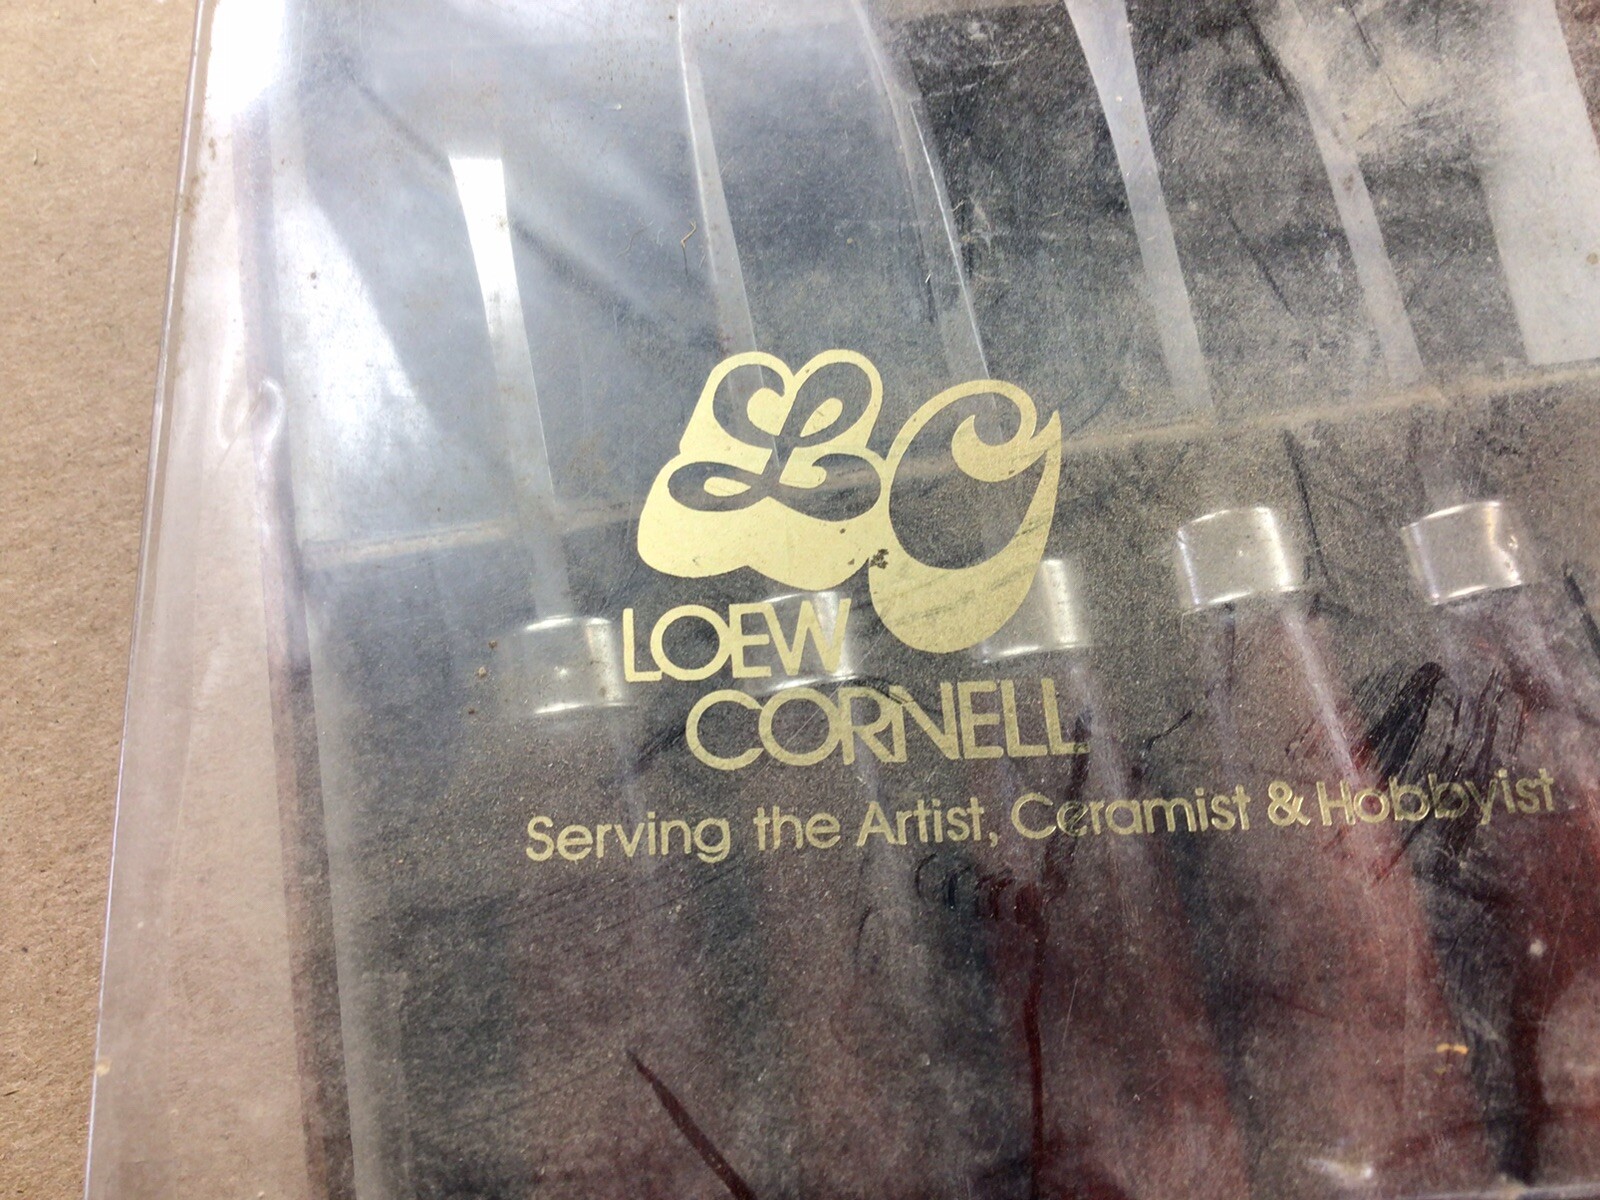 LC
LOEW
CORNELL
Serving the Artist, Ceramist & Hobbyist